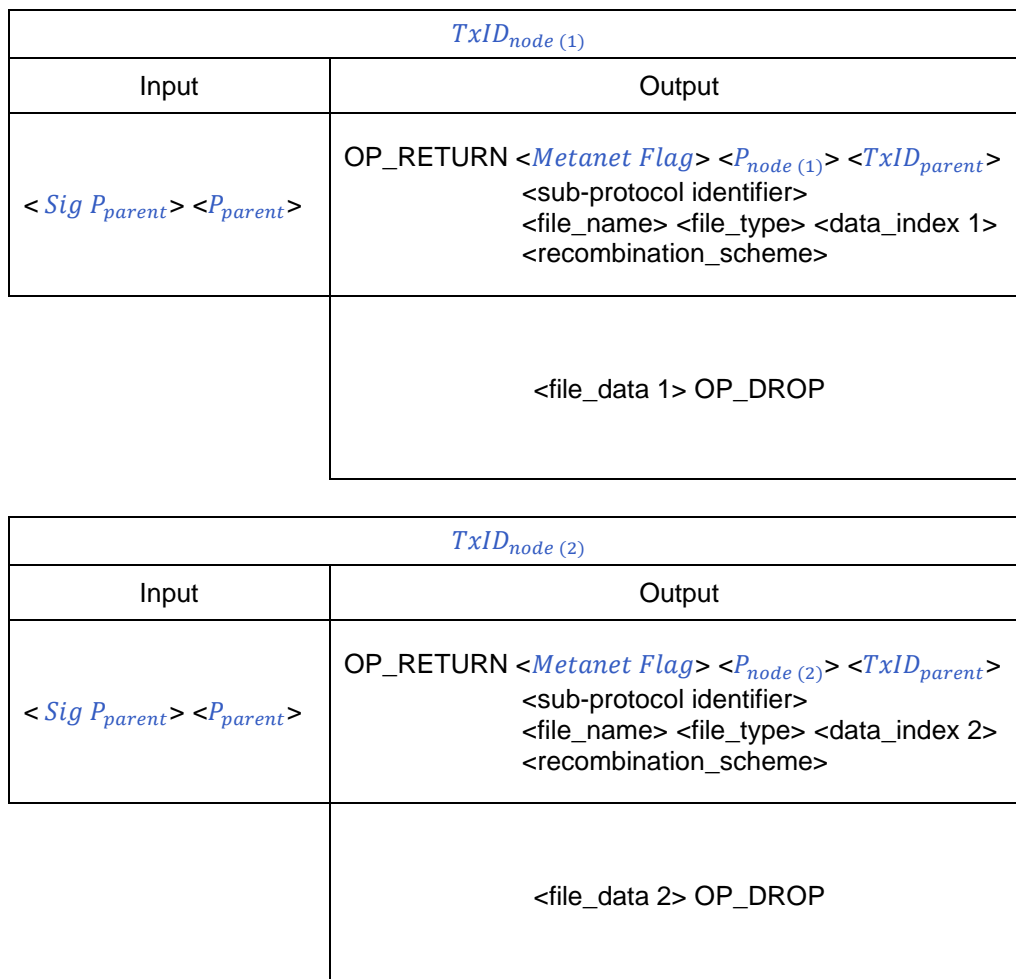 TxID_node (1)
Input Output
< Sig P_parent> <P_parent>
OP_RETURN <Metanet Flag> <P_node (1)> <TxID_parent>
<sub-protocol identifier>
<file_name> <file_type> <data_index 1>
<recombination_scheme>
<file_data 1> OP_DROP
TxID_node (2)
Input Output
< Sig P_parent> <P_parent>
OP_RETURN <Metanet Flag> <P_node (2)> <TxID_parent>
<sub-protocol identifier>
<file_name> <file_type> <data_index 2>
<recombination_scheme>
<file_data 2> OP_DROP